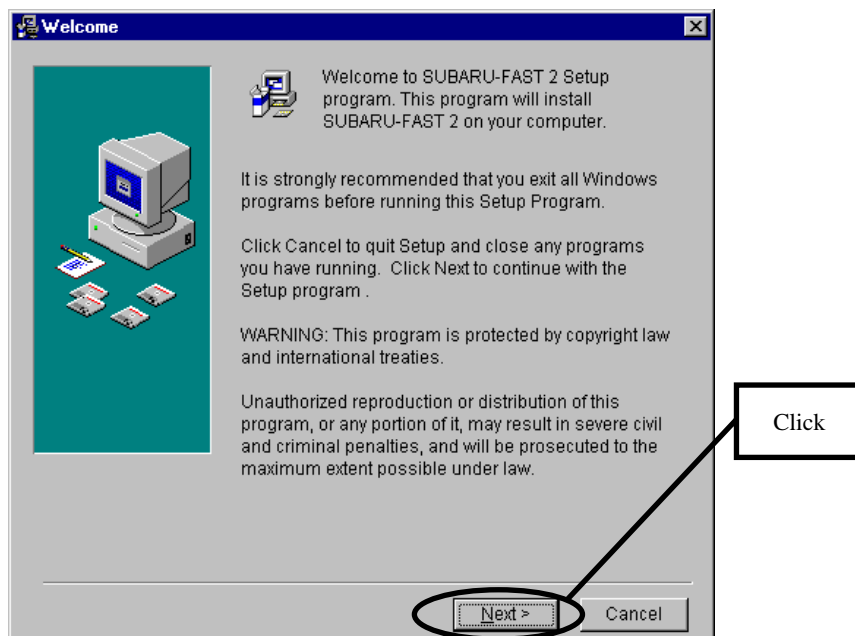 Welcome
Welcome to SUBARU-FAST 2 Setup
program. This program will install
SUBARU-FAST 2 on your computer.
It is strongly recommended that you exit all Windows
programs before running this Setup Program.
Click Cancel to quit Setup and close any programs
you have running.  Click Next to continue with the
Setup program .
WARNING: This program is protected by copyright law
and international treaties.
Unauthorized reproduction or distribution of this
program, or any portion of it, may result in severe civil
and criminal penalties, and will be prosecuted to the
maximum extent possible under law.
Click
Next >
Cancel